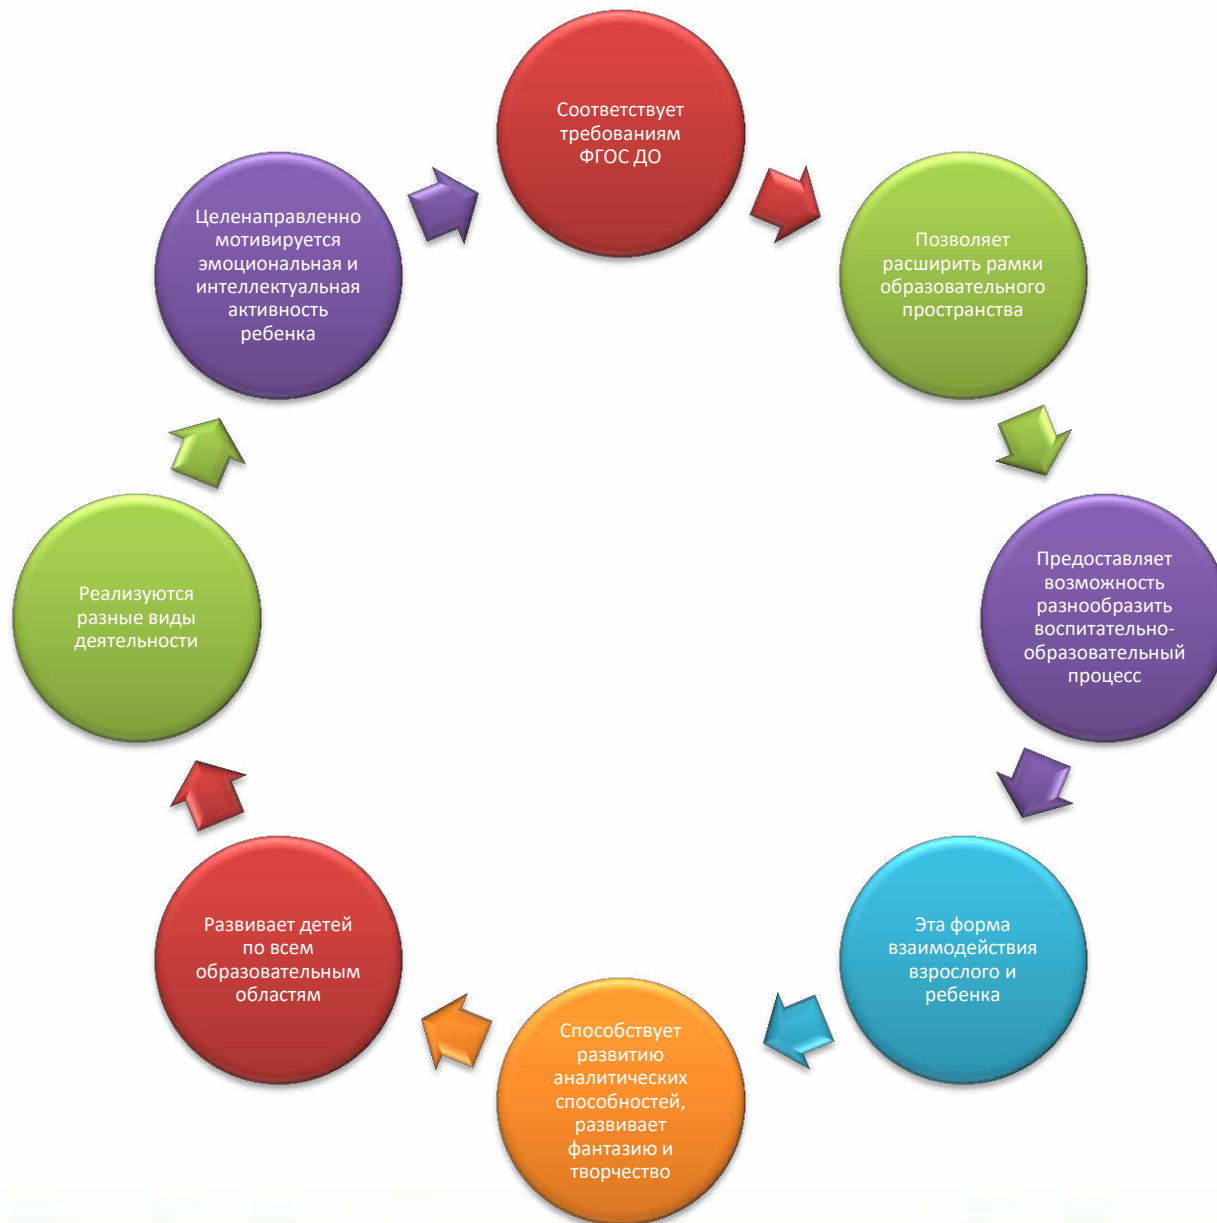 Соответствует
требованиям
ФГОС ДО
Позволяет
расширить рамки
образовательного
пространства
Предоставляет
возможность
разнообразить
воспитательно-
образовательный
процесс
Эта форма
взаимодействия
взрослого и
ребенка
Способствует
развитию
аналитических
способностей,
развивает
фантазию и
творчество
Развивает детей
по всем
образовательным
областям
Реализуются
разные виды
деятельности
Целенаправленно
мотивируется
эмоциональная и
интеллектуальная
активность
ребенка